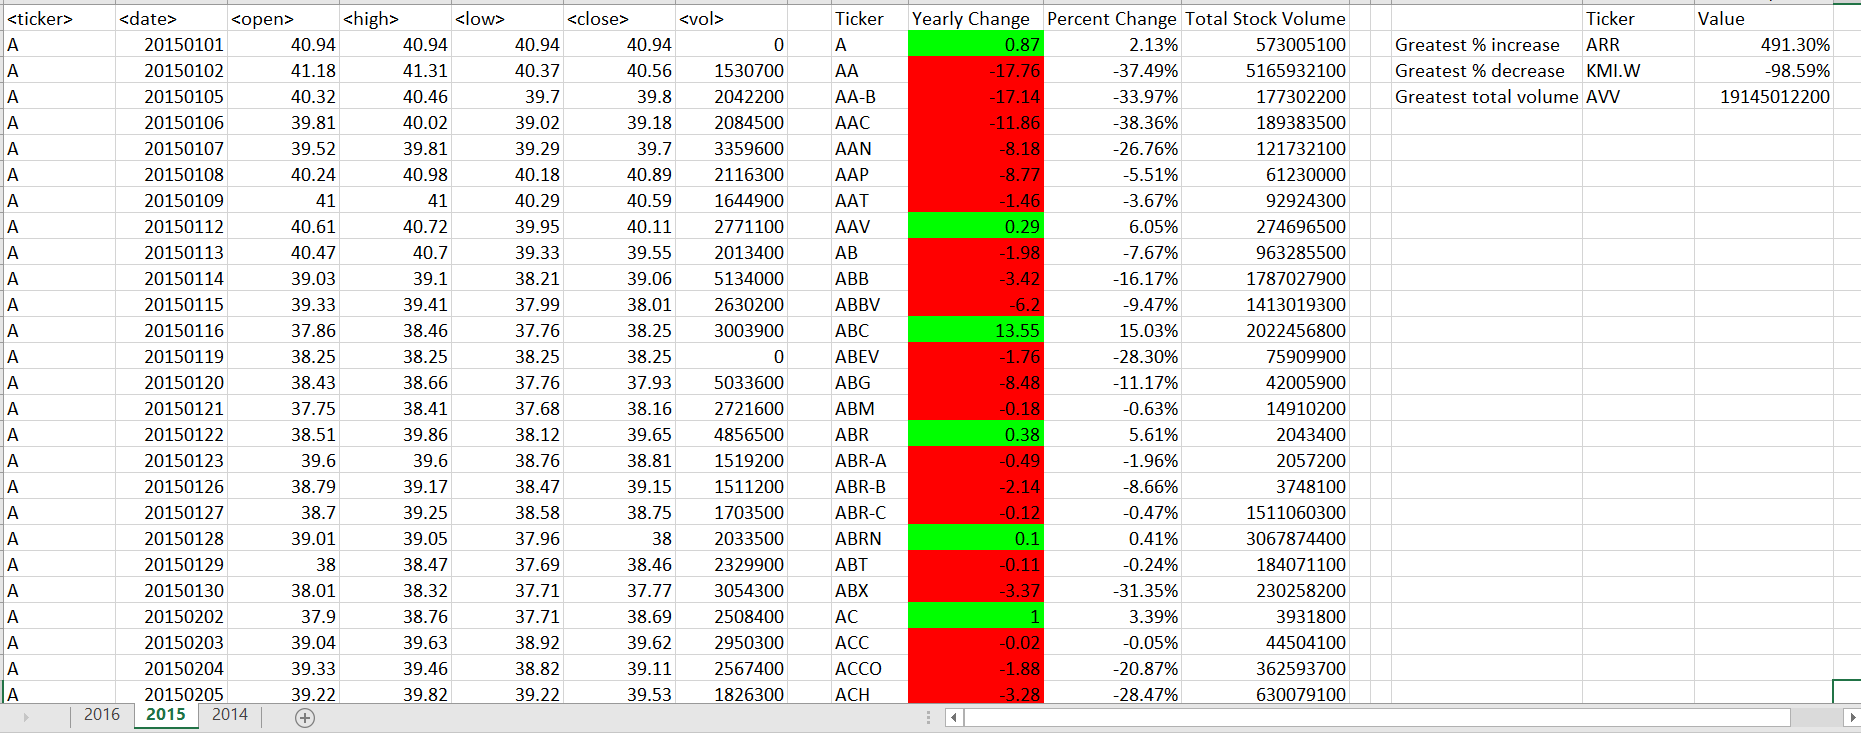 <ticker> <date> <open> <high> <low> <close> <vol> Ticker Yearly Change Percent Change Total Stock Volume Ticker Value
A 20150101 40.94 40.94 40.94 40.94 0 A 0.87 2.13% 573005100 Greatest % increase ARR 491.30%
A 20150102 41.18 41.31 40.37 40.56 1530700 AA -17.76 -37.49% 5165932100 Greatest % decrease KMI.W -98.59%
A 20150105 40.32 40.46 39.7 39.8 2042200 AA-B -17.14 -33.97% 177302200 Greatest total volume AVV 19145012200
A 20150106 39.81 40.02 39.02 39.18 2084500 AAC -11.86 -38.36% 189383500
A 20150107 39.52 39.81 39.29 39.7 3359600 AAN -8.18 -26.76% 121732100
A 20150108 40.24 40.98 40.18 40.89 2116300 AAP -8.77 -5.51% 61230000
A 20150109 41 41 40.29 40.59 1644900 AAT -1.46 -3.67% 92924300
A 20150112 40.61 40.72 39.95 40.11 2771100 AAV 0.29 6.05% 274696500
A 20150113 40.47 40.7 39.33 39.55 2013400 AB -1.98 -7.67% 963285500
A 20150114 39.03 39.1 38.21 39.06 5134000 ABB -3.42 -16.17% 1787027900
A 20150115 39.33 39.41 37.99 38.01 2630200 ABBV -6.2 -9.47% 1413019300
A 20150116 37.86 38.46 37.76 38.25 3003900 ABC 13.55 15.03% 2022456800
A 20150119 38.25 38.25 38.25 38.25 0 ABEV -1.76 -28.30% 75909900
A 20150120 38.43 38.66 37.76 37.93 5033600 ABG -8.48 -11.17% 42005900
A 20150121 37.75 38.41 37.68 38.16 2721600 ABM -0.18 -0.63% 14910200
A 20150122 38.51 39.86 38.12 39.65 4856500 ABR 0.38 5.61% 2043400
A 20150123 39.6 39.6 38.76 38.81 1519200 ABR-A -0.49 -1.96% 2057200
A 20150126 38.79 39.17 38.47 39.15 1511200 ABR-B -2.14 -8.66% 3748100
A 20150127 38.7 39.25 38.58 38.75 1703500 ABR-C -0.12 -0.47% 1511060300
A 20150128 39.01 39.05 37.96 38 2033500 ABRN 0.1 0.41% 3067874400
A 20150129 38 38.47 37.69 38.46 2329900 ABT -0.11 -0.24% 184071100
A 20150130 38.01 38.32 37.71 37.77 3054300 ABX -3.37 -31.35% 230258200
A 20150202 37.9 38.76 37.71 38.69 2508400 AC 1 3.39% 3931800
A 20150203 39.04 39.63 38.92 39.62 2950300 ACC -0.02 -0.05% 44504100
A 20150204 39.33 39.46 38.82 39.11 2567400 ACCO -1.88 -20.87% 362593700
A 20150205 39.22 39.82 39.22 39.53 1826300 ACH -3.28 -28.47% 630079100
2016 2015 2014